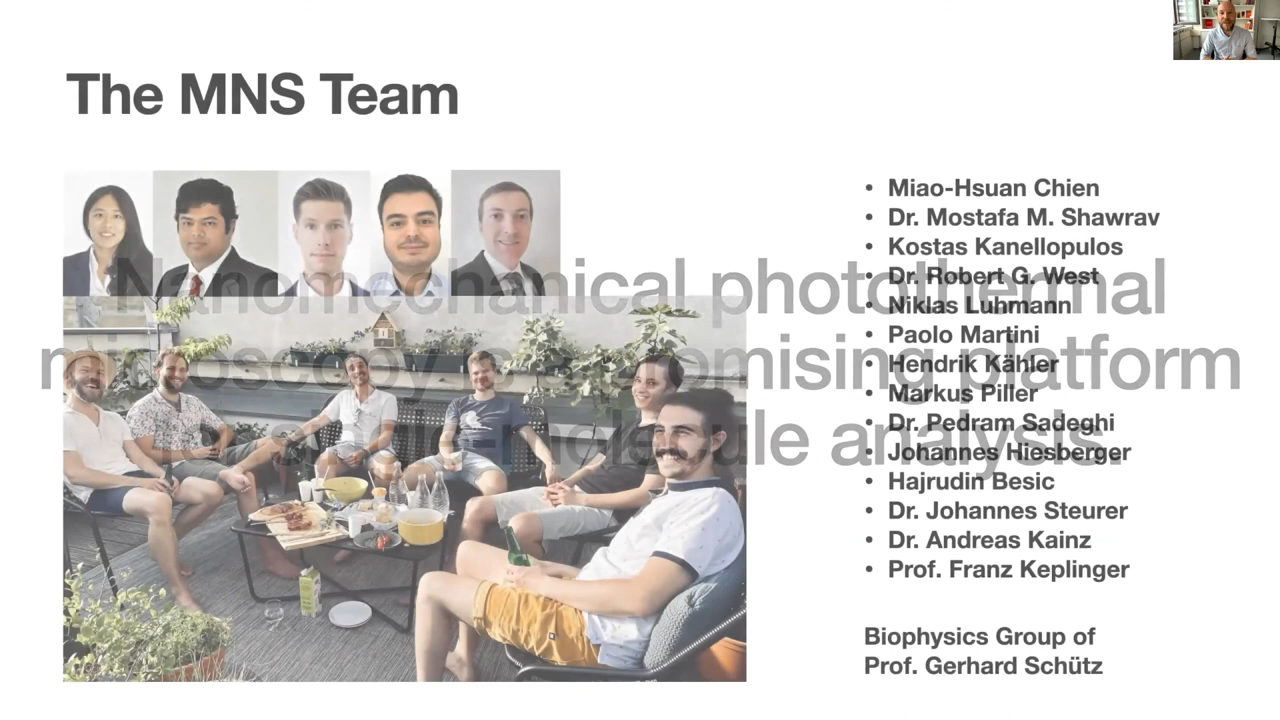 The MNS Team
Nanomechanical photothermal
microscopy is a promising platform
single-molecule analysis.
• Miao-Hsuan Chien
• Dr. Mostafa M. Shawrav
• Kostas Kanellopulos
• Dr. Robert G. West
• Niklas Luhmann
• Paolo Martini
• Hendrik Kähler
• Markus Piller
• Dr. Pedram Sadeghi
• Johannes Hiesberger
• Hajrudin Besic
• Dr. Johannes Steurer
• Dr. Andreas Kainz
• Prof. Franz Keplinger
Biophysics Group of
Prof. Gerhard Schütz